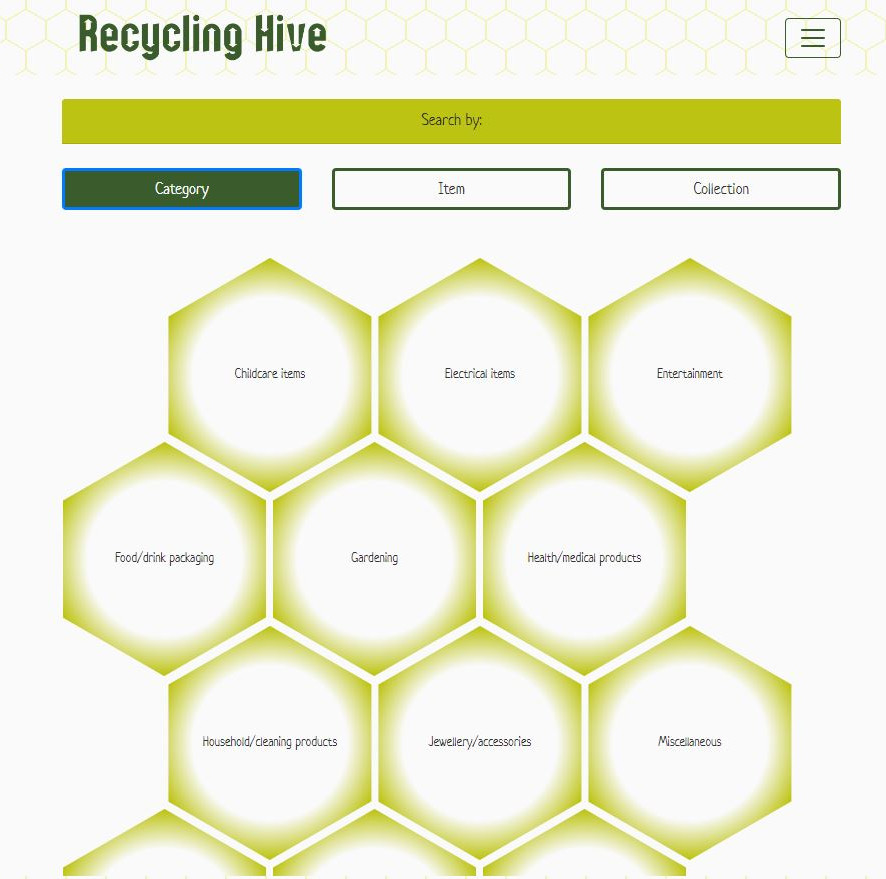 Recycling Hive
Search by:
Category
Item
Collection
Childcare items
Electrical items
Entertainment
Food/drink packaging
Gardening
Health/medical products
Household/cleaning products
Jewellery/accessories
Miscellaneous